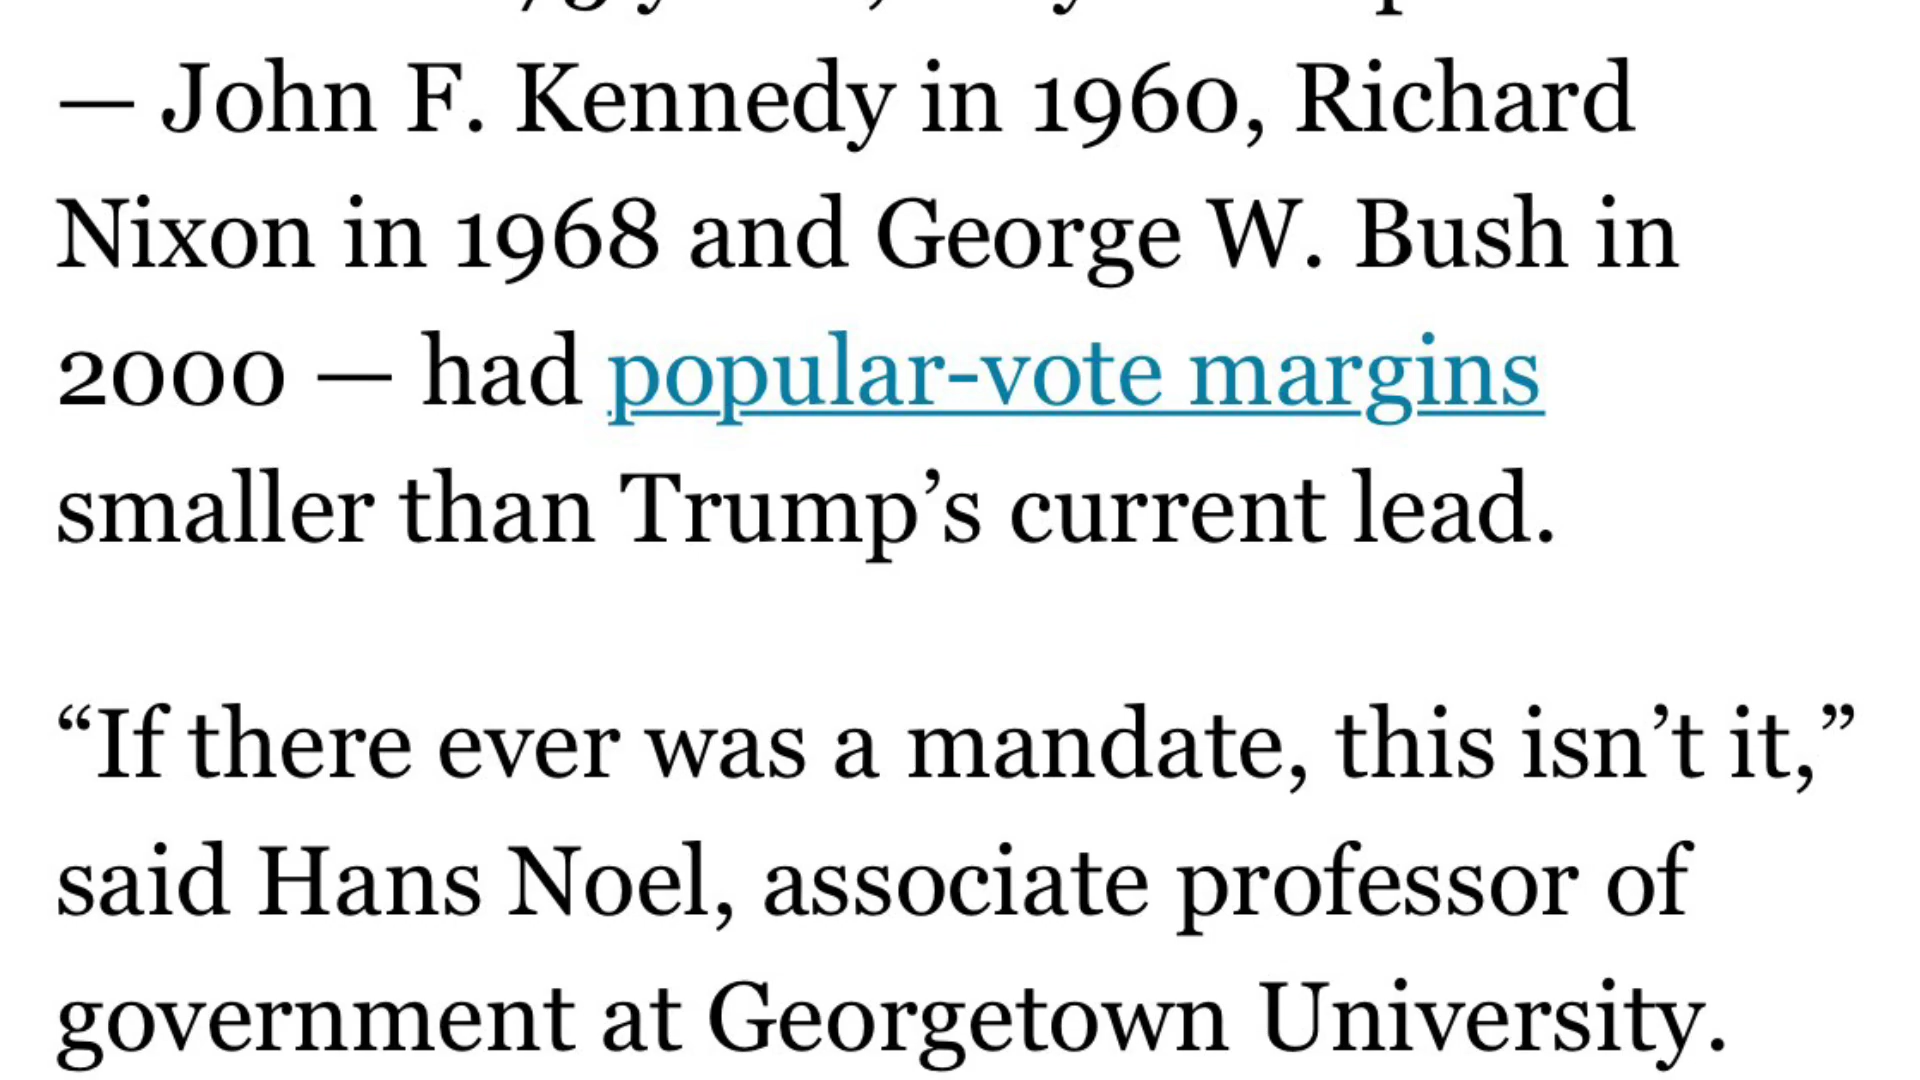 — John F. Kennedy in 1960, Richard
Nixon in 1968 and George W. Bush in
2000 — had popular-vote margins
smaller than Trump’s current lead.
“If there ever was a mandate, this isn’t it,”
said Hans Noel, associate professor of
government at Georgetown University.